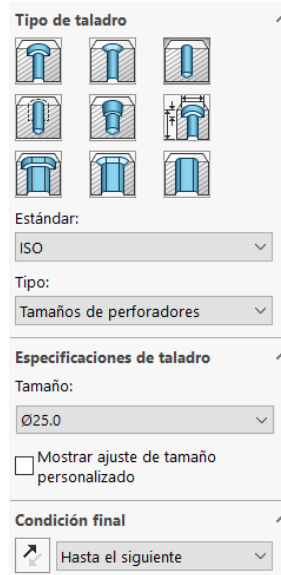 Tipo de taladro
Estándar:
ISO
Tipo:
Tamaños de perforadores
Especificaciones de taladro
Tamaño:
Ø25.0
Mostrar ajuste de tamaño
personalizado
Condición final
Hasta el siguiente